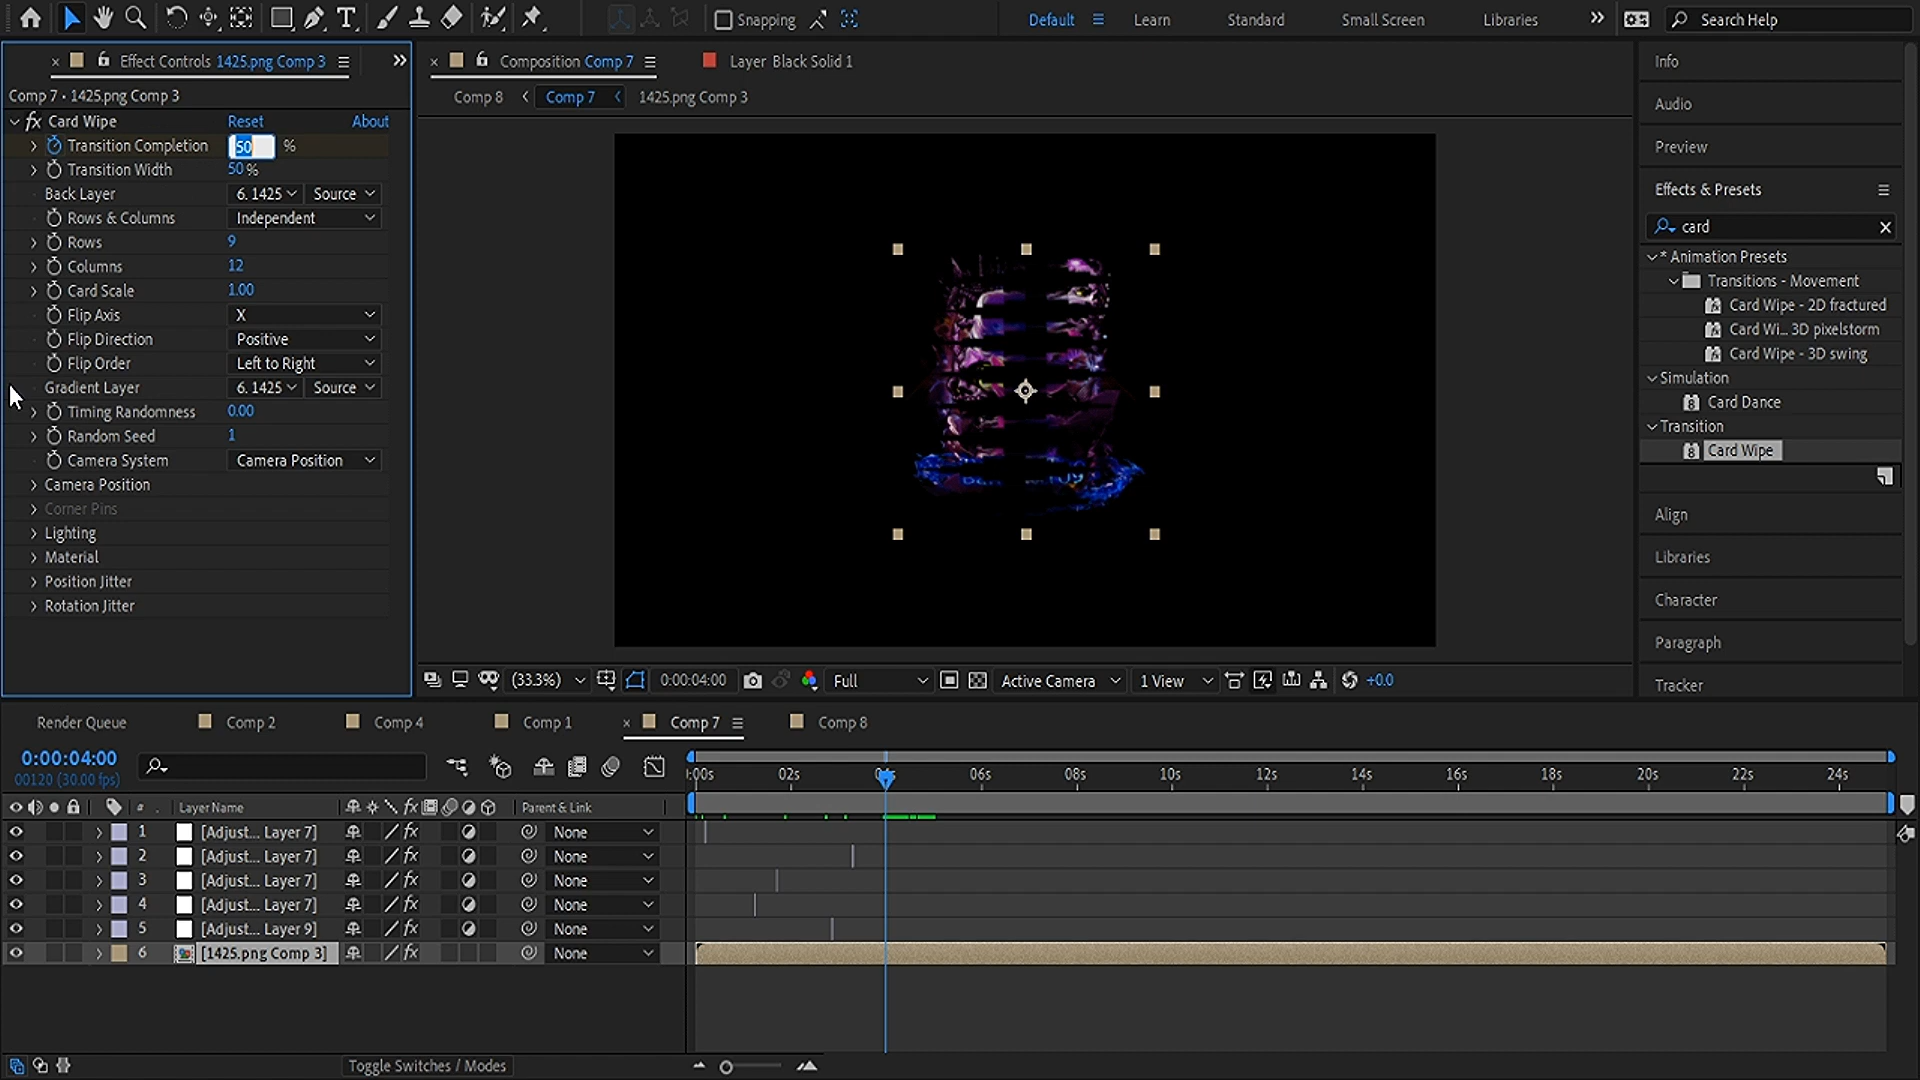 Snapping
Default
Learn
Standard
Small Screen
Libraries
Search Help
Effect Controls 1425.png Comp 3
Composition Comp 7
Layer Black Solid 1
Info
Comp 7 • 1425.png Comp 3
Comp 8
Comp 7
1425.png Comp 3
Audio
fx Card Wipe
Reset
About
Transition Completion
50 %
Preview
Transition Width
50 %
Back Layer
6. 1425
Source
Effects & Presets
Rows & Columns
Independent
card
Rows
9
Columns
12
* Animation Presets
Card Scale
1.00
Transitions - Movement
Flip Axis
X
Card Wipe - 2D fractured
Flip Direction
Positive
Card Wi... 3D pixelstorm
Flip Order
Left to Right
Card Wipe - 3D swing
Gradient Layer
6. 1425
Source
Simulation
Timing Randomness
0.00
Card Dance
Random Seed
1
Transition
Camera System
Camera Position
Card Wipe
Camera Position
Corner Pins
Lighting
Material
Position Jitter
Rotation Jitter
Align
Libraries
Character
Paragraph
Tracker
(33.3%)
0:00:04:00
Full
Active Camera
1 View
+0.0
Render Queue
Comp 2
Comp 4
Comp 1
Comp 7
Comp 8
0:00:04:00
00120 (30.00 fps)
:00s
02s
06s
08s
10s
12s
14s
16s
18s
20s
22s
24s
#
Layer Name
fx
Parent & Link
1
[Adjust... Layer 7]
fx
None
2
[Adjust... Layer 7]
fx
None
3
[Adjust... Layer 7]
fx
None
4
[Adjust... Layer 7]
fx
None
5
[Adjust... Layer 9]
fx
None
6
[1425.png Comp 3]
fx
None
Toggle Switches / Modes